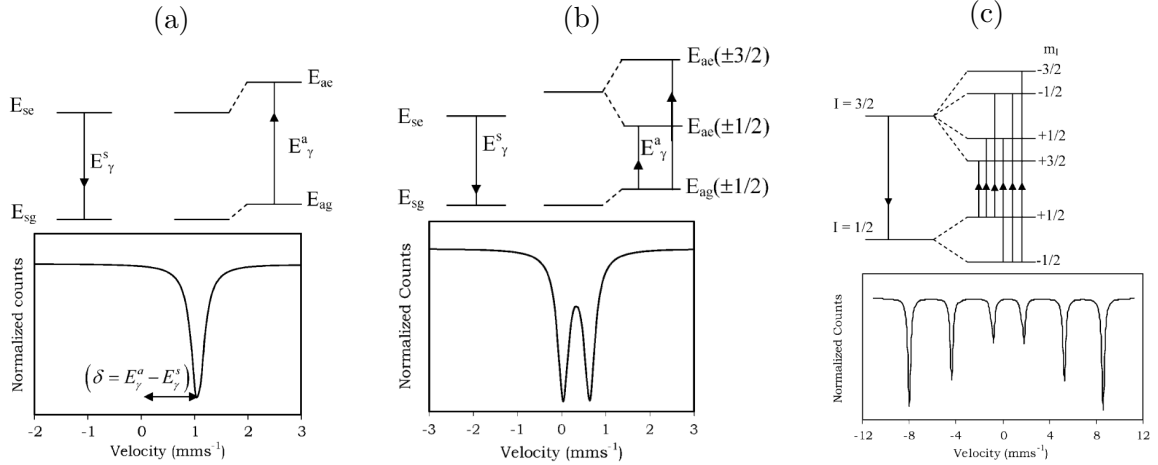 (a)
E_se
E_ae
E^s_γ
E^a_γ
E_sg
E_ag
Normalized counts
(δ = E^a_γ − E^s_γ)
-2 -1 0 1 2 3
Velocity (mms⁻¹)
(b)
E_ae(±3/2)
E_se
E_ae(±1/2)
E^s_γ
E^a_γ
E_sg
E_ag(±1/2)
Normalized Counts
-3 -2 -1 0 1 2 3
Velocity (mms⁻¹)
(c)
m_I
-3/2
-1/2
I = 3/2
+1/2
+3/2
+1/2
I = 1/2
-1/2
Normalized Counts
-12 -8 -4 0 4 8 12
Velocity (mms⁻¹)